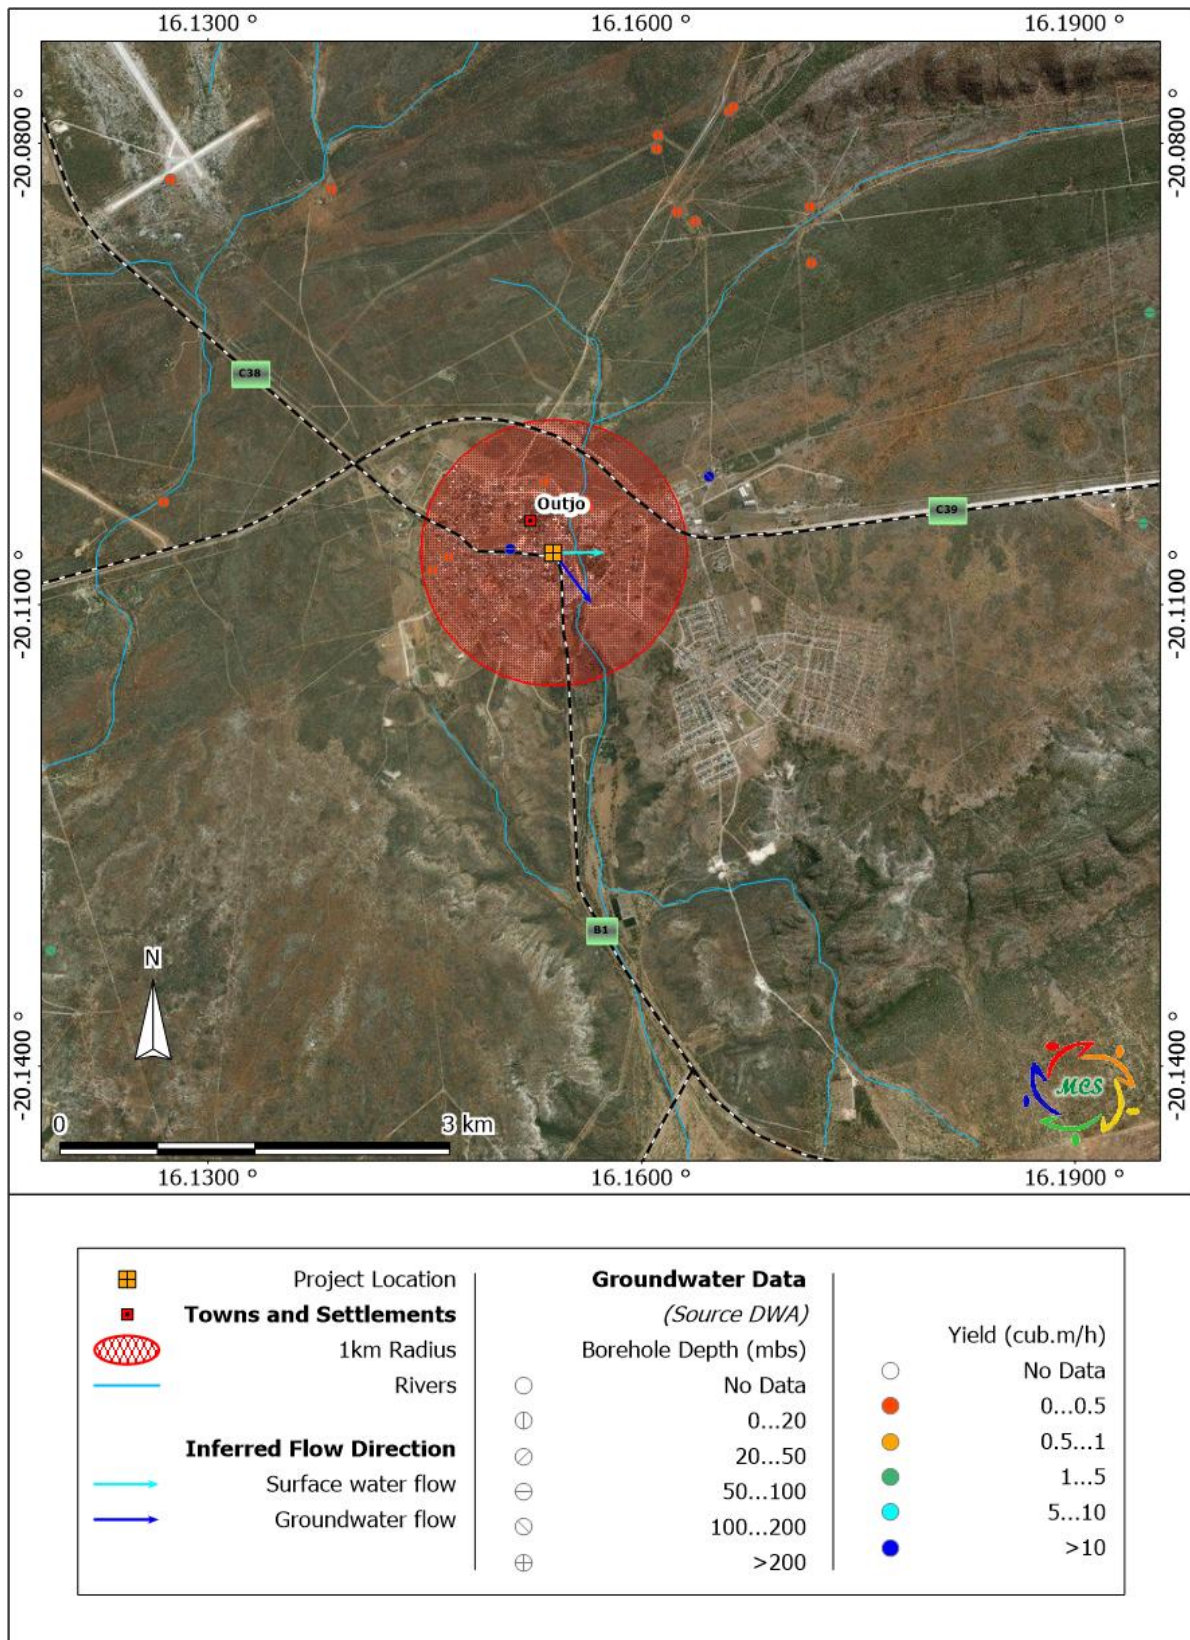 16.1300 °
16.1600 °
16.1900 °
-20.0800 °
-20.0800 °
C38
Outjo
C39
-20.1100 °
-20.1100 °
B1
N
-20.1400 °
-20.1400 °
MCS
0
3 km
16.1300 °
16.1600 °
16.1900 °
Project Location
Towns and Settlements
1km Radius
Rivers
Inferred Flow Direction
Surface water flow
Groundwater flow
Groundwater Data
(Source DWA)
Borehole Depth (mbs)
No Data
0...20
20...50
50...100
100...200
>200
Yield (cub.m/h)
No Data
0...0.5
0.5...1
1...5
5...10
>10